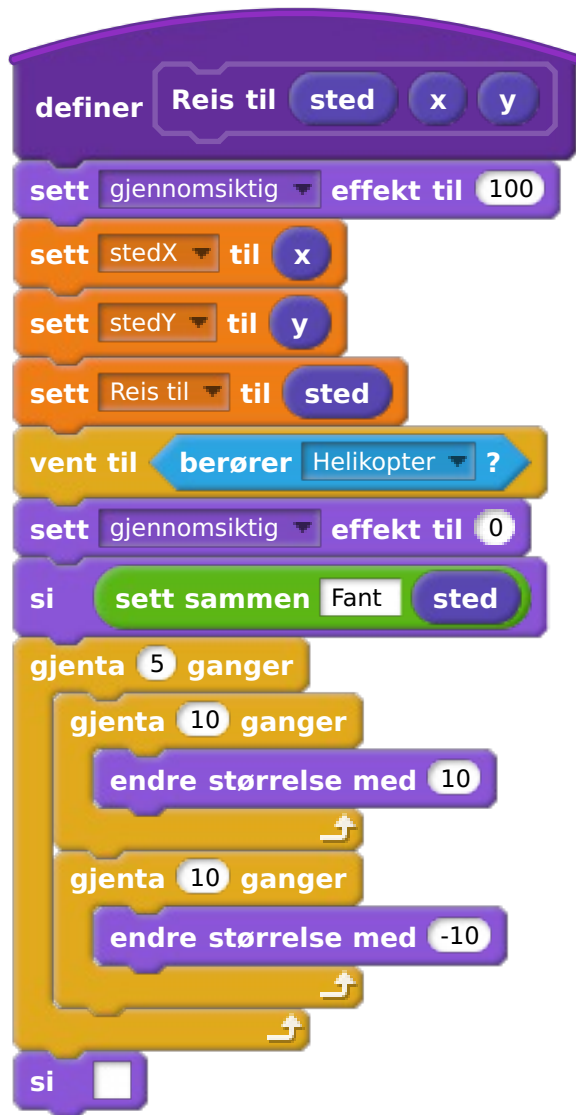 definer Reis til sted x y
sett gjennomsiktig effekt til 100
sett stedX til x
sett stedY til y
sett Reis til til sted
vent til berører Helikopter ?
sett gjennomsiktig effekt til 0
si sett sammen Fant sted
gjenta 5 ganger
gjenta 10 ganger
endre størrelse med 10
gjenta 10 ganger
endre størrelse med -10
si